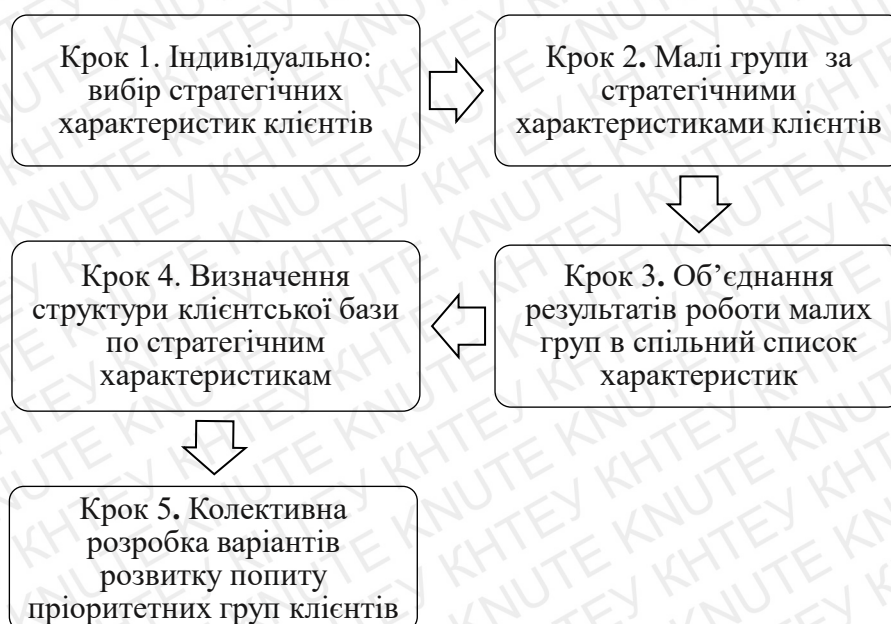 Крок 1. Індивідуально:
вибір стратегічних
характеристик клієнтів
Крок 2. Малі групи за
стратегічними
характеристиками клієнтів
Крок 3. Об’єднання
результатів роботи малих
груп в спільний список
характеристик
Крок 4. Визначення
структури клієнтської бази
по стратегічним
характеристикам
Крок 5. Колективна
розробка варіантів
розвитку попиту
пріоритетних груп клієнтів